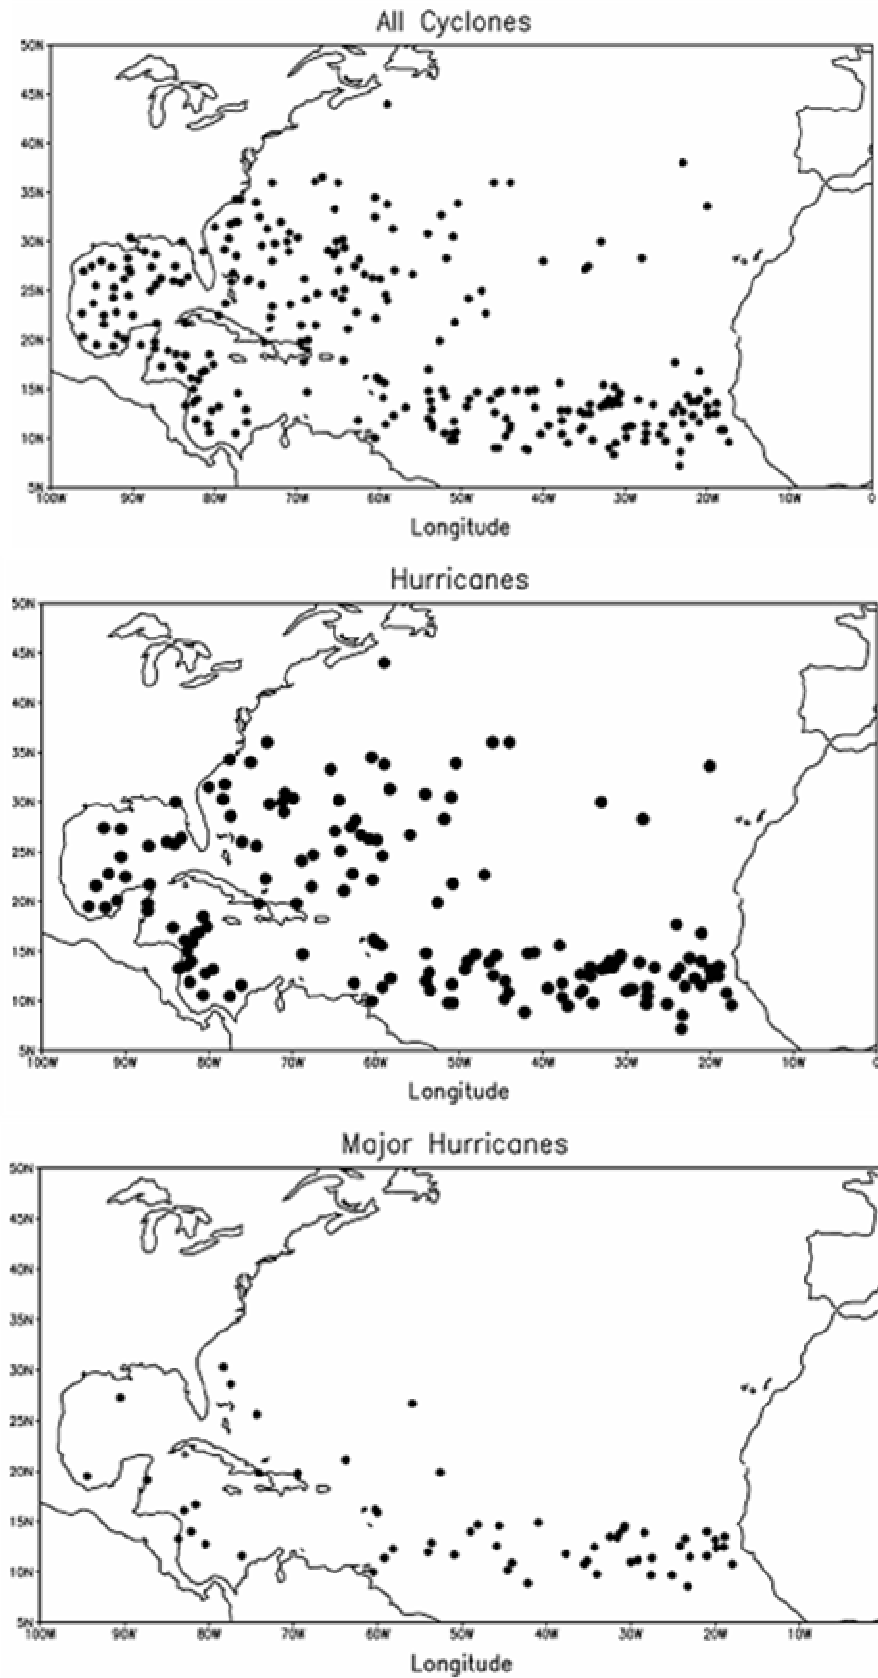 All Cyclones
50N
45N
40N
35N
30N
25N
20N
15N
10N
5N
100W 90W 80W 70W 60W 50W 40W 30W 20W 10W 0
Longitude
Hurricanes
50N
45N
40N
35N
30N
25N
20N
15N
10N
5N
100W 90W 80W 70W 60W 50W 40W 30W 20W 10W 0
Longitude
Major Hurricanes
50N
45N
40N
35N
30N
25N
20N
15N
10N
5N
100W 90W 80W 70W 60W 50W 40W 30W 20W 10W
Longitude